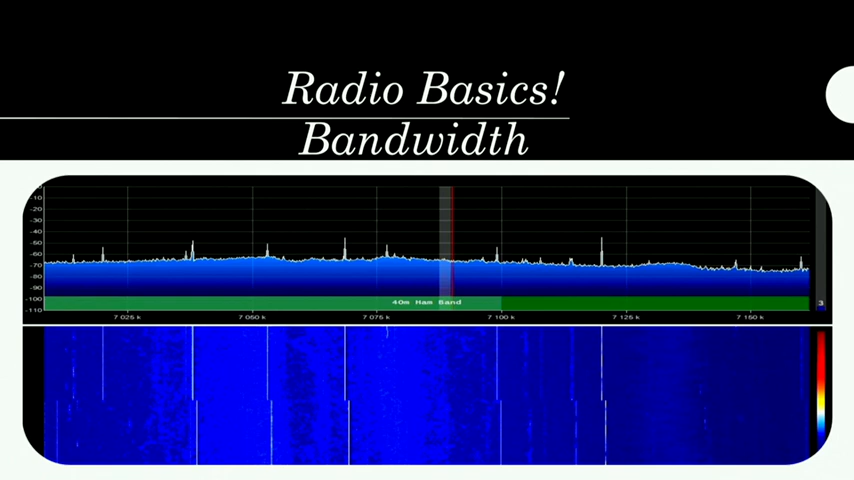 Radio Basics!
Bandwidth
-10
-20
-30
-40
-50
-60
-70
-80
-90
-100
-110
40m Ham Band
3
7 025 k
7 050 k
7 075 k
7 100 k
7 125 k
7 150 k